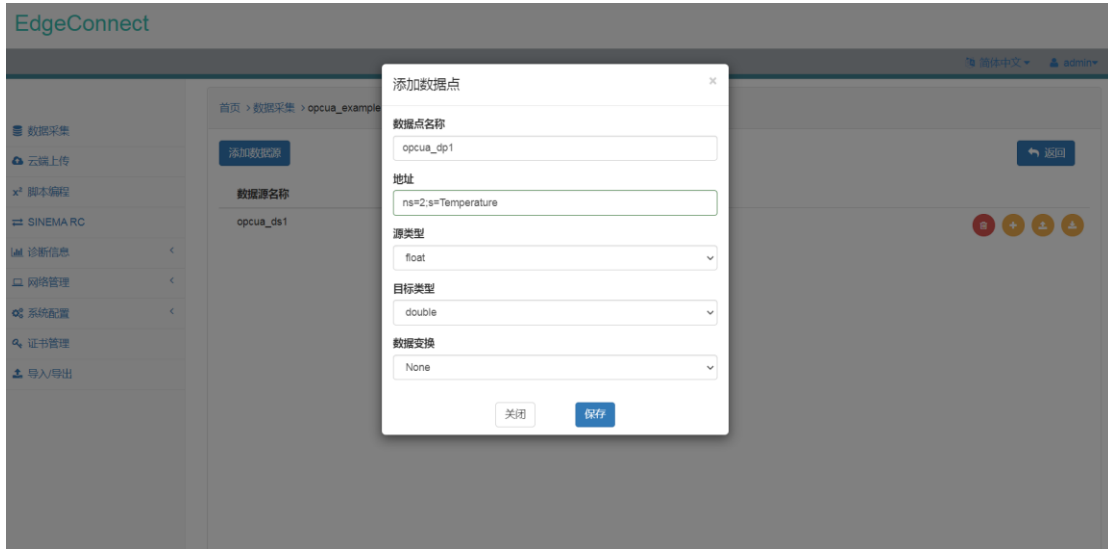 EdgeConnect
简体中文 admin
添加数据点 ×
首页 > 数据采集 > opcua_example
数据点名称
opcua_dp1
数据采集
云端上传
脚本编程
SINEMA RC
诊断信息
网络管理
系统配置
证书管理
导入/导出
添加数据源
返回
数据源名称
opcua_ds1
地址
ns=2;s=Temperature
源类型
float
目标类型
double
数据变换
None
关闭 保存